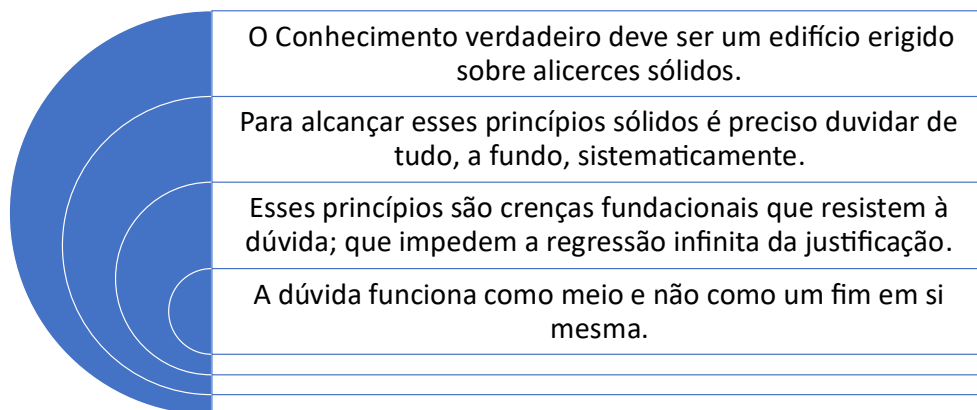 O Conhecimento verdadeiro deve ser um edifício erigido
sobre alicerces sólidos.
Para alcançar esses princípios sólidos é preciso duvidar de
tudo, a fundo, sistematicamente.
Esses princípios são crenças fundacionais que resistem à
dúvida; que impedem a regressão infinita da justificação.
A dúvida funciona como meio e não como um fim em si
mesma.